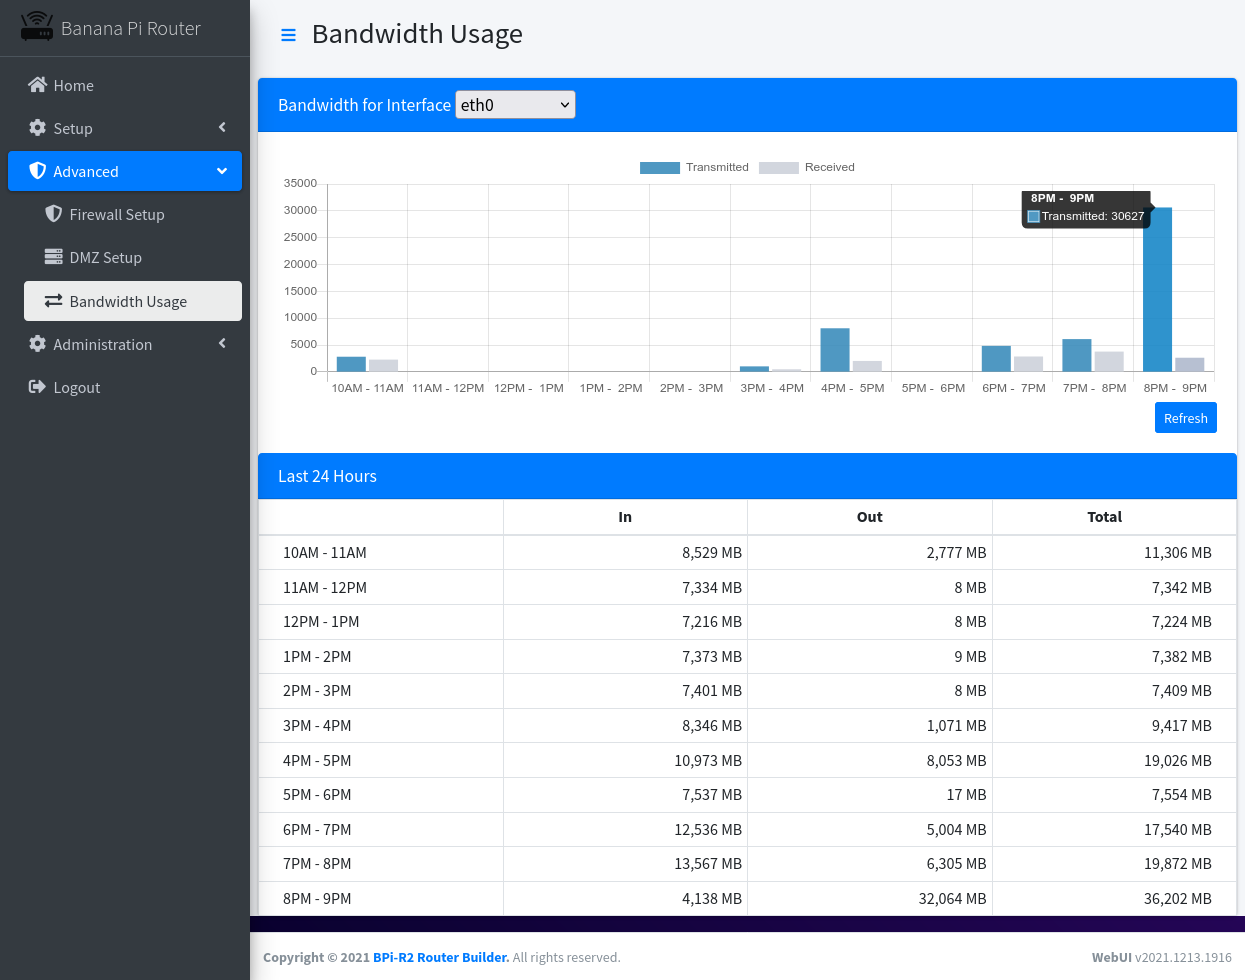 Banana Pi Router
Home
Setup
Advanced
Firewall Setup
DMZ Setup
Bandwidth Usage
Administration
Logout
Bandwidth Usage
Bandwidth for Interface eth0
Transmitted Received
35000
30000
25000
20000
15000
10000
5000
0
8PM - 9PM
Transmitted: 30627
10AM - 11AM 11AM - 12PM 12PM - 1PM 1PM - 2PM 2PM - 3PM 3PM - 4PM 4PM - 5PM 5PM - 6PM 6PM - 7PM 7PM - 8PM 8PM - 9PM
Refresh
Last 24 Hours
In Out Total
10AM - 11AM 8,529 MB 2,777 MB 11,306 MB
11AM - 12PM 7,334 MB 8 MB 7,342 MB
12PM - 1PM 7,216 MB 8 MB 7,224 MB
1PM - 2PM 7,373 MB 9 MB 7,382 MB
2PM - 3PM 7,401 MB 8 MB 7,409 MB
3PM - 4PM 8,346 MB 1,071 MB 9,417 MB
4PM - 5PM 10,973 MB 8,053 MB 19,026 MB
5PM - 6PM 7,537 MB 17 MB 7,554 MB
6PM - 7PM 12,536 MB 5,004 MB 17,540 MB
7PM - 8PM 13,567 MB 6,305 MB 19,872 MB
8PM - 9PM 4,138 MB 32,064 MB 36,202 MB
Copyright © 2021 BPi-R2 Router Builder. All rights reserved. WebUI v2021.1213.1916